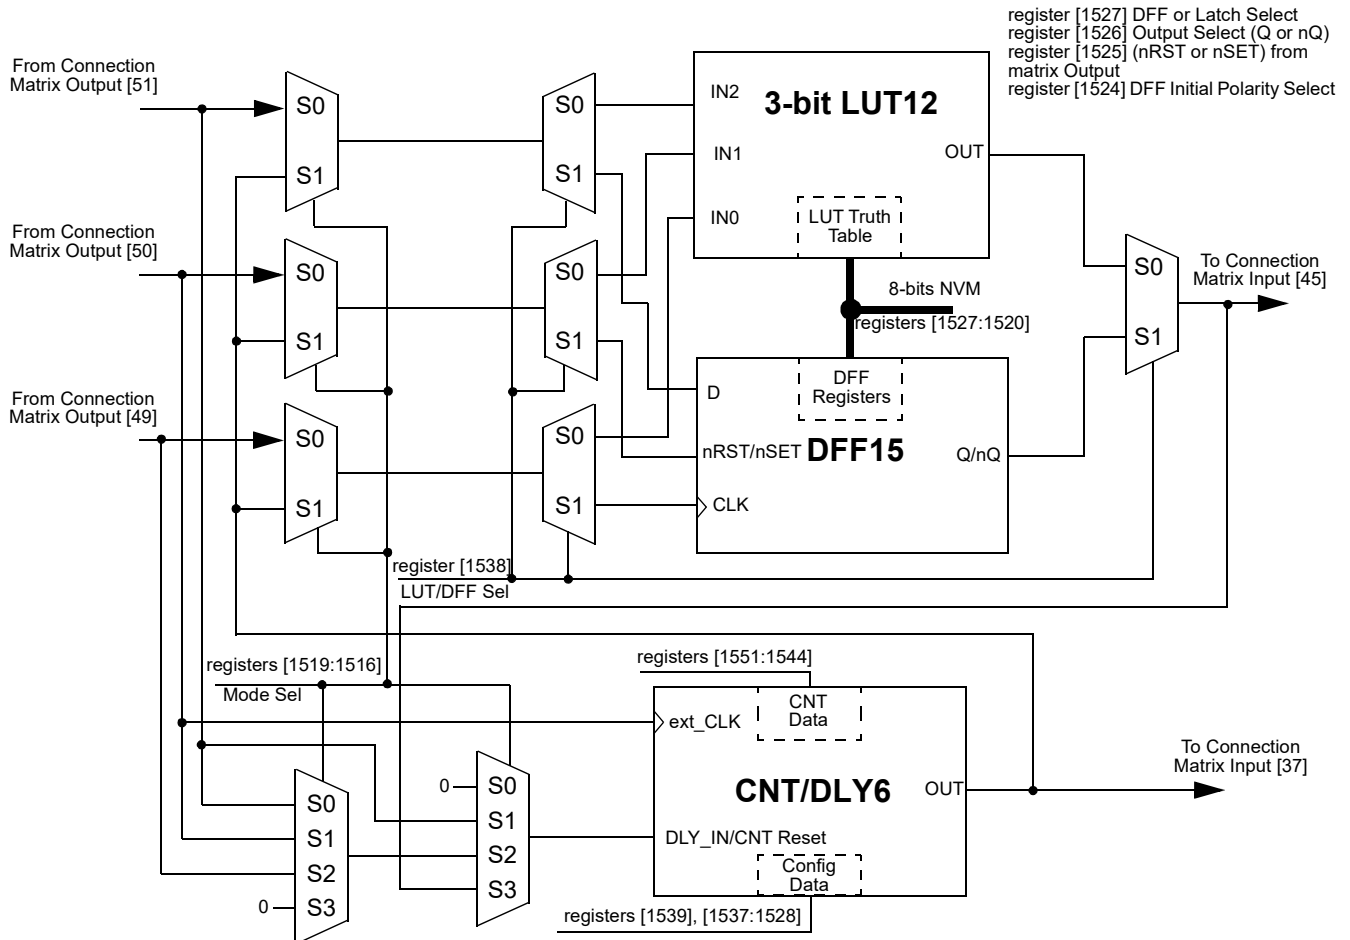 register [1527] DFF or Latch Select
register [1526] Output Select (Q or nQ)
register [1525] (nRST or nSET) from
matrix Output
register [1524] DFF Initial Polarity Select
From Connection
Matrix Output [51]
S0
S1
S0
S1
IN2
3-bit LUT12
IN1
OUT
IN0
LUT Truth
Table
From Connection
Matrix Output [50]
S0
S1
S0
S1
8-bits NVM
registers [1527:1520]
S0
S1
To Connection
Matrix Input [45]
From Connection
Matrix Output [49]
S0
S1
S0
S1
D
DFF
Registers
nRST/nSET
DFF15
Q/nQ
CLK
register [1538]
LUT/DFF Sel
registers [1519:1516]
Mode Sel
registers [1551:1544]
CNT
Data
ext_CLK
CNT/DLY6
OUT
To Connection
Matrix Input [37]
DLY_IN/CNT Reset
Config
Data
registers [1539], [1537:1528]
0
S0
S1
S2
S3
S0
S1
S2
0
S3